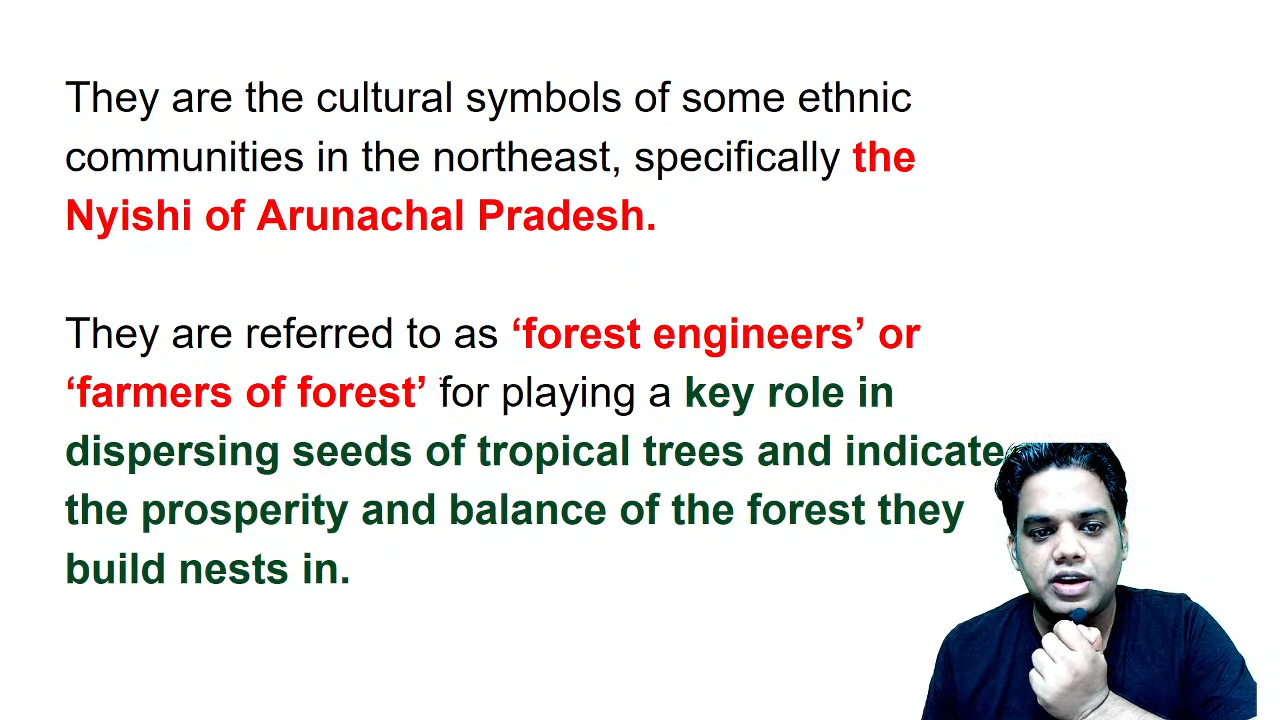 They are the cultural symbols of some ethnic
communities in the northeast, specifically the
Nyishi of Arunachal Pradesh.
They are referred to as ‘forest engineers’ or
‘farmers of forest’ for playing a key role in
dispersing seeds of tropical trees and indicate
the prosperity and balance of the forest they
build nests in.